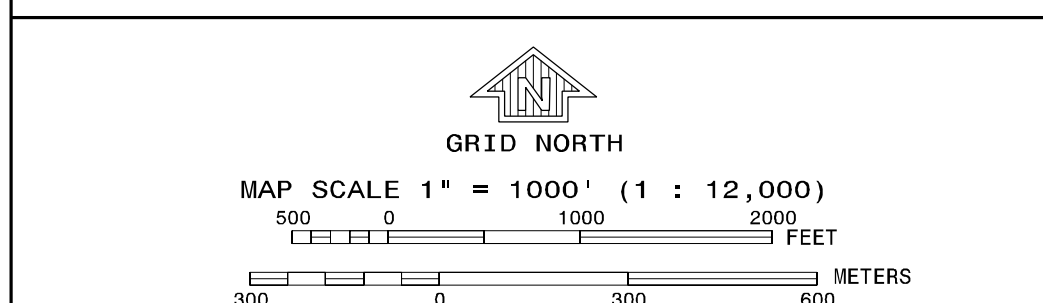 N
GRID NORTH
MAP SCALE 1" = 1000' (1 : 12,000)
500 0 1000 2000
FEET
METERS
300 0 300 600